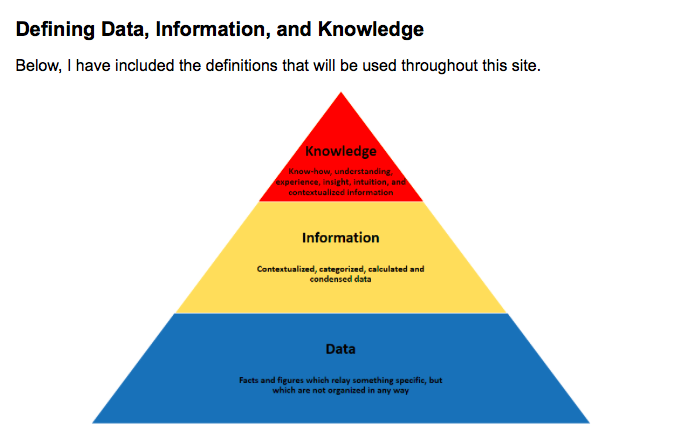 Defining Data, Information, and Knowledge
Below, I have included the definitions that will be used throughout this site.
Knowledge
Know-how, understanding,
experience, insight, intuition, and
contextualized information
Information
Contextualized, categorized, calculated and
condensed data
Data
Facts and figures which relay something specific, but
which are not organized in any way